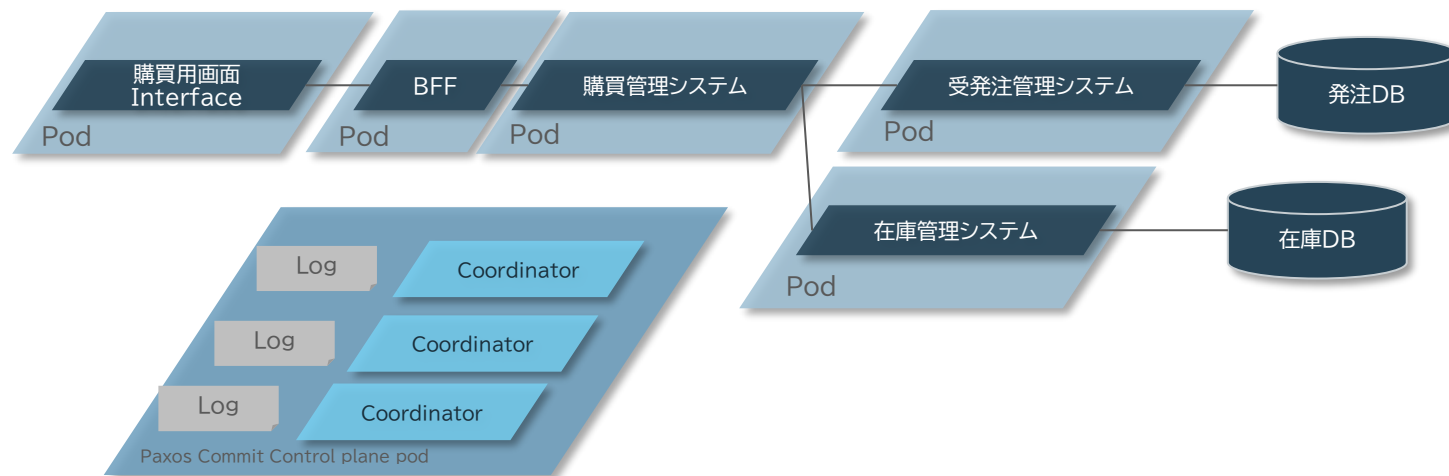 購買用画面
Interface
Pod
BFF
Pod
購買管理システム
Pod
受発注管理システム
Pod
発注DB
在庫管理システム
Pod
在庫DB
Log
Coordinator
Log
Coordinator
Log
Coordinator
Paxos Commit Control plane pod